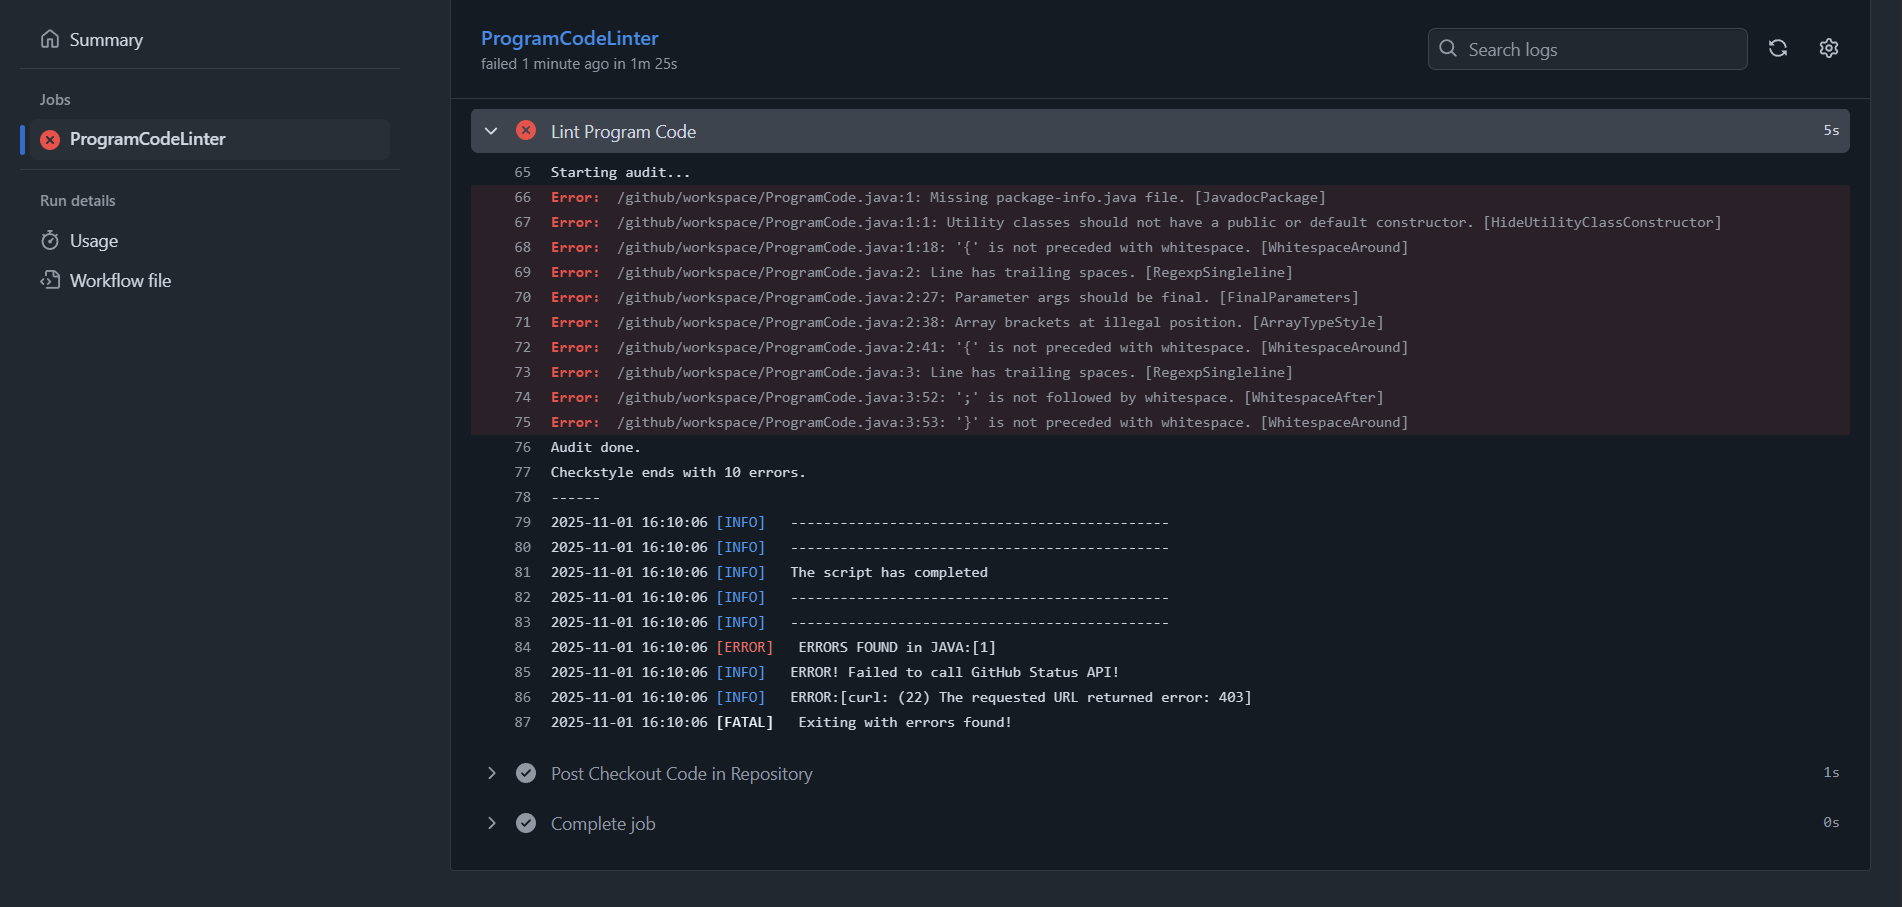 Summary
Jobs
ProgramCodeLinter
Run details
Usage
Workflow file
ProgramCodeLinter
failed 1 minute ago in 1m 25s
Search logs
Lint Program Code 5s
65 Starting audit...
66 Error: /github/workspace/ProgramCode.java:1: Missing package-info.java file. [JavadocPackage]
67 Error: /github/workspace/ProgramCode.java:1:1: Utility classes should not have a public or default constructor. [HideUtilityClassConstructor]
68 Error: /github/workspace/ProgramCode.java:1:18: '{' is not preceded with whitespace. [WhitespaceAround]
69 Error: /github/workspace/ProgramCode.java:2: Line has trailing spaces. [RegexpSingleline]
70 Error: /github/workspace/ProgramCode.java:2:27: Parameter args should be final. [FinalParameters]
71 Error: /github/workspace/ProgramCode.java:2:38: Array brackets at illegal position. [ArrayTypeStyle]
72 Error: /github/workspace/ProgramCode.java:2:41: '{' is not preceded with whitespace. [WhitespaceAround]
73 Error: /github/workspace/ProgramCode.java:3: Line has trailing spaces. [RegexpSingleline]
74 Error: /github/workspace/ProgramCode.java:3:52: ';' is not followed by whitespace. [WhitespaceAfter]
75 Error: /github/workspace/ProgramCode.java:3:53: '}' is not preceded with whitespace. [WhitespaceAround]
76 Audit done.
77 Checkstyle ends with 10 errors.
78 ------
79 2025-11-01 16:10:06 [INFO] ----------------------------------------------
80 2025-11-01 16:10:06 [INFO] ----------------------------------------------
81 2025-11-01 16:10:06 [INFO] The script has completed
82 2025-11-01 16:10:06 [INFO] ----------------------------------------------
83 2025-11-01 16:10:06 [INFO] ----------------------------------------------
84 2025-11-01 16:10:06 [ERROR] ERRORS FOUND in JAVA:[1]
85 2025-11-01 16:10:06 [INFO] ERROR! Failed to call GitHub Status API!
86 2025-11-01 16:10:06 [INFO] ERROR:[curl: (22) The requested URL returned error: 403]
87 2025-11-01 16:10:06 [FATAL] Exiting with errors found!
Post Checkout Code in Repository 1s
Complete job 0s